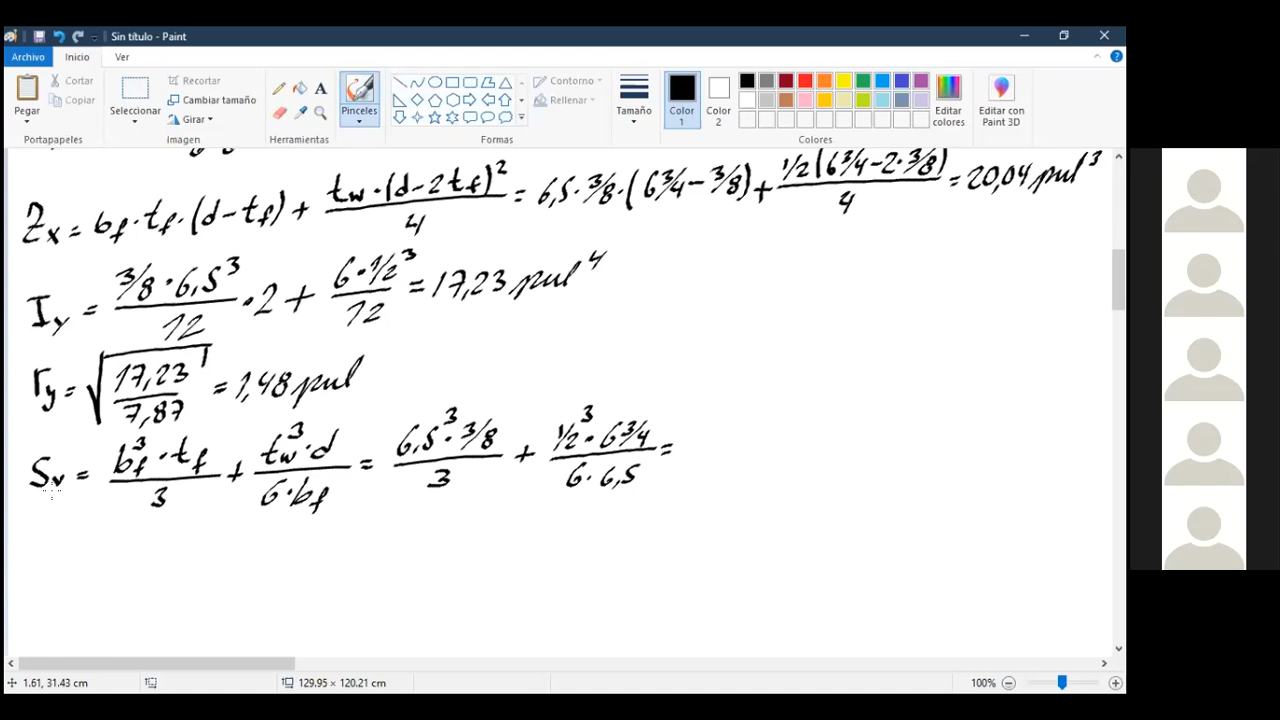 Sin título - Paint
Archivo Inicio Ver
Pegar
Cortar
Copiar
Portapapeles
Seleccionar
Recortar
Cambiar tamaño
Girar
Imagen
A
Herramientas
Pinceles
Contorno
Rellenar
Formas
Tamaño
Color 1
Color 2
Editar colores
Editar con Paint 3D
Colores
Zx = bf·tf·(d-tf) + tw·(d-2tf)²/4 = 6,5·3/8·(6 3/4-3/8) + 1/2(6 3/4-2·3/8)/4 = 20,04 pul³
Iy = 3/8·6,5³/12 ·2 + 6·1/2³/12 = 17,23 pul⁴
ry = √17,23/7,87 = 1,48 pul
Sy = bf³·tf/3 + tw³·d/6·bf = 6,5³·3/8/3 + 1/2³·6 3/4/6·6,5 =
1.61, 31.43 cm
129.95 × 120.21 cm
100%